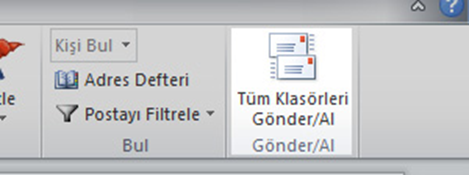 Kişi Bul
Adres Defteri
Postayı Filtrele
Bul
Tüm Klasörleri
Gönder/Al
Gönder/Al